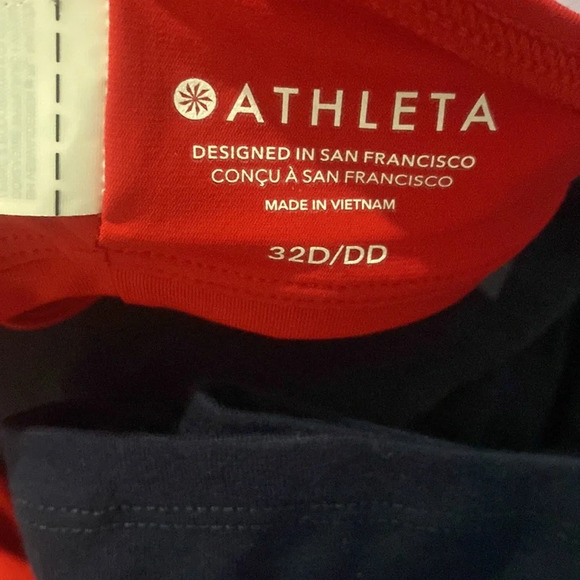 ATHLETA
DESIGNED IN SAN FRANCISCO
CONÇU À SAN FRANCISCO
MADE IN VIETNAM
32D/DD